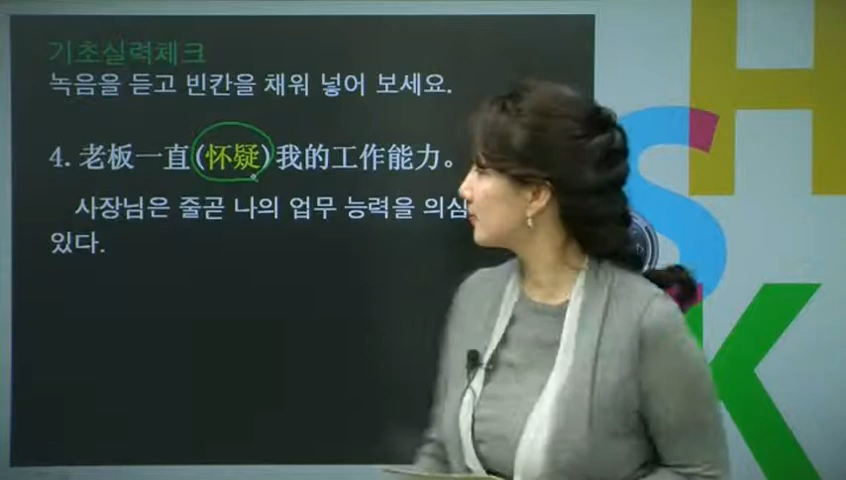 기초실력체크
녹음을 듣고 빈칸을 채워 넣어 보세요.
4. 老板一直(怀疑)我的工作能力。
사장님은 줄곧 나의 업무 능력을 의심
있다.
H
S
K